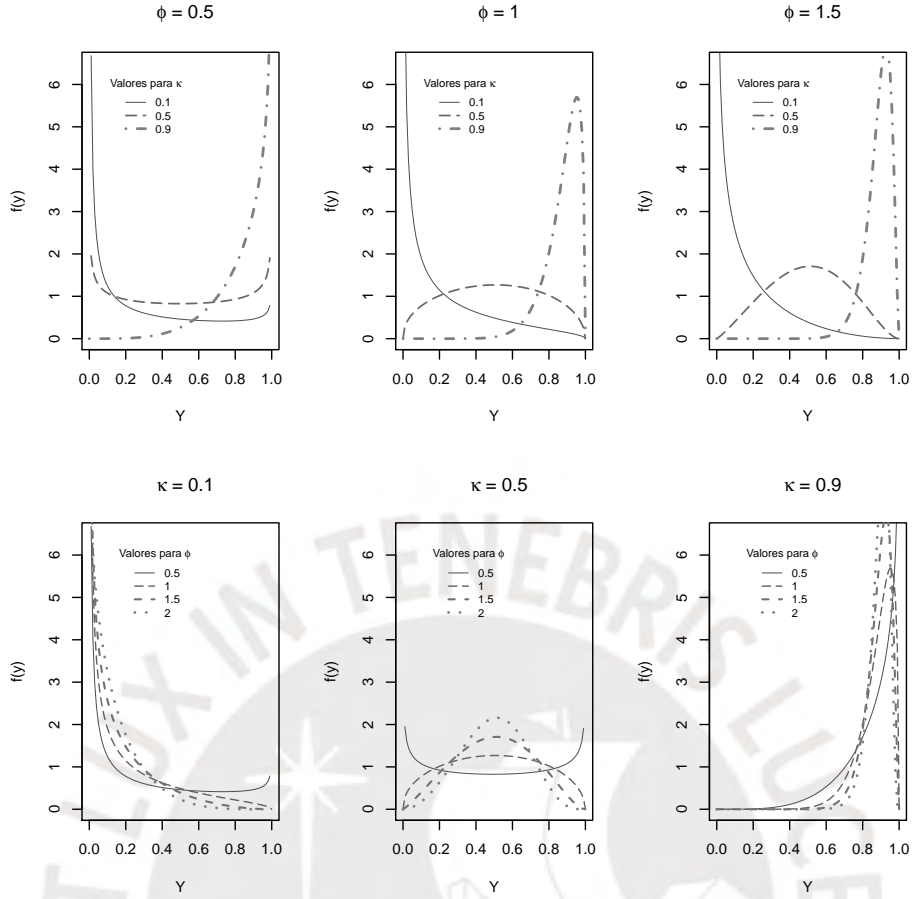 ϕ = 0.5
f(y)
6
5
4
3
2
1
0
Valores para κ
0.1
0.5
0.9
0.0 0.2 0.4 0.6 0.8 1.0
Y
ϕ = 1
f(y)
6
5
4
3
2
1
0
Valores para κ
0.1
0.5
0.9
0.0 0.2 0.4 0.6 0.8 1.0
Y
ϕ = 1.5
f(y)
6
5
4
3
2
1
0
Valores para κ
0.1
0.5
0.9
0.0 0.2 0.4 0.6 0.8 1.0
Y
κ = 0.1
f(y)
6
5
4
3
2
1
0
Valores para ϕ
0.5
1
1.5
2
0.0 0.2 0.4 0.6 0.8 1.0
Y
κ = 0.5
f(y)
6
5
4
3
2
1
0
Valores para ϕ
0.5
1
1.5
2
0.0 0.2 0.4 0.6 0.8 1.0
Y
κ = 0.9
f(y)
6
5
4
3
2
1
0
Valores para ϕ
0.5
1
1.5
2
0.0 0.2 0.4 0.6 0.8 1.0
Y
T LUX IN TENEBRIS LUCE